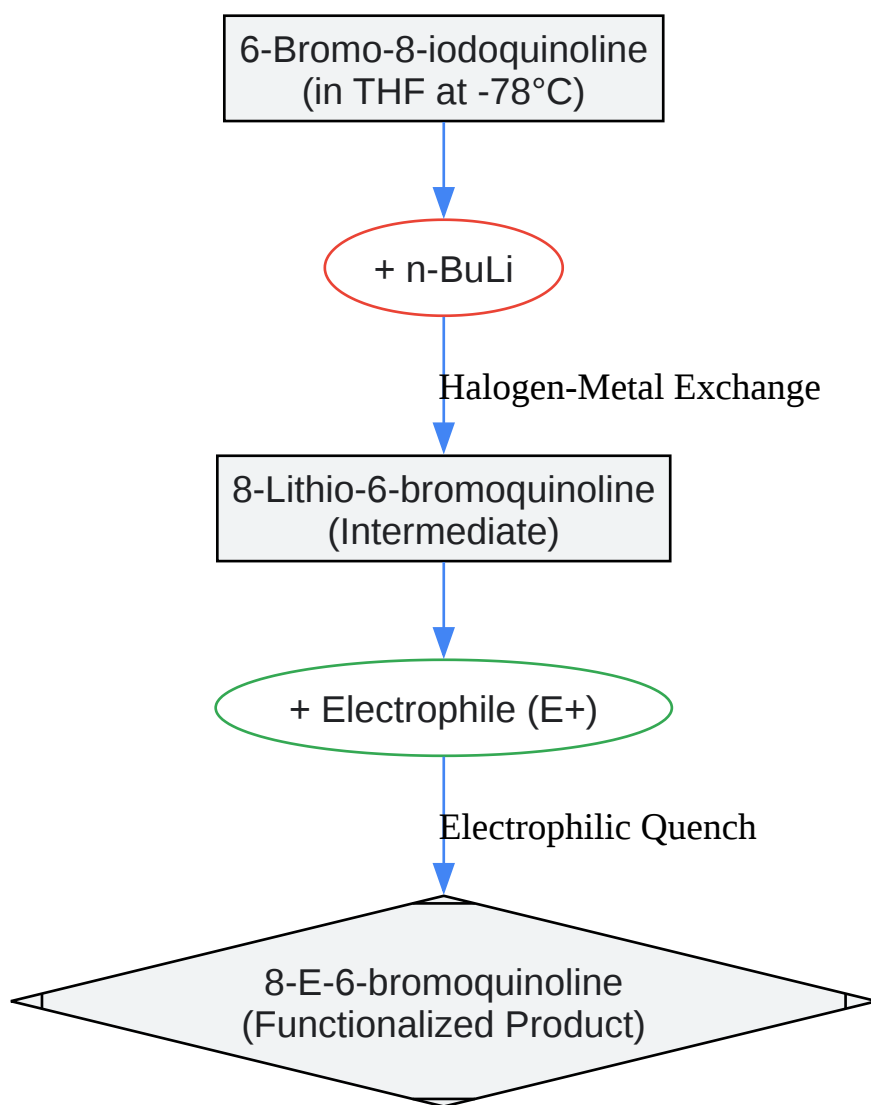 6-Bromo-8-iodoquinoline
(in THF at -78°C)
+ n-BuLi
Halogen-Metal Exchange
8-Lithio-6-bromoquinoline
(Intermediate)
+ Electrophile (E+)
Electrophilic Quench
8-E-6-bromoquinoline
(Functionalized Product)